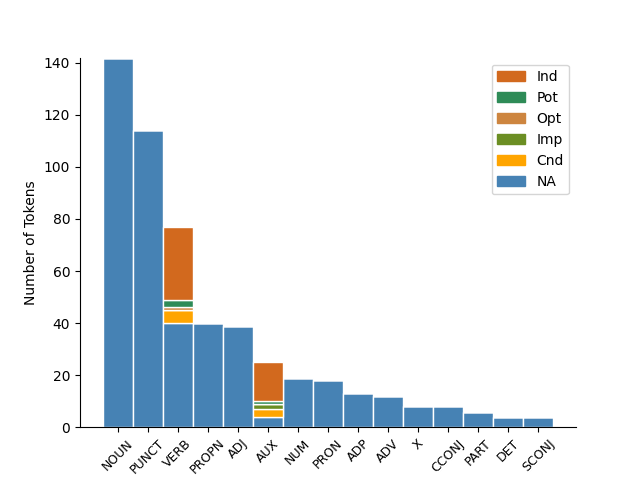 140
120
100
80
60
40
20
0
Number of Tokens
Ind
Pot
Opt
Imp
Cnd
NA
NOUN
PUNCT
VERB
PROPN
ADJ
AUX
NUM
PRON
ADP
ADV
X
CCONJ
PART
DET
SCONJ